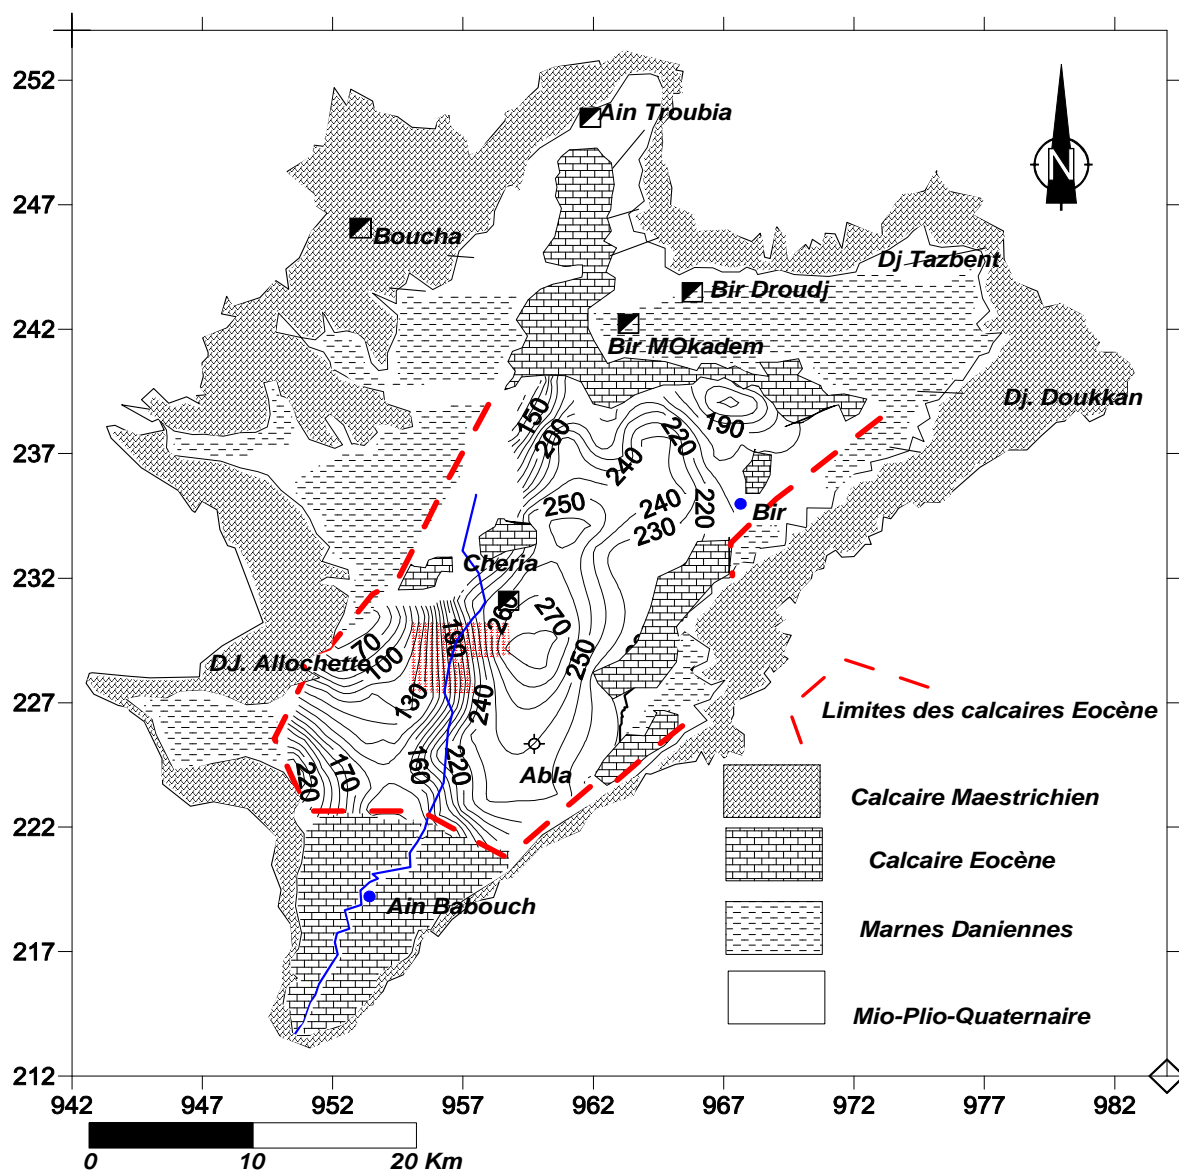 252
247
242
237
232
227
222
217
212
942
947
952
957
962
967
972
977
982
0
10
20 Km
N
Ain Troubia
Boucha
Dj Tazbent
Bir Droudj
Bir MOkadem
Dj. Doukkan
150
200
190
220
240
250
240
230
220
Bir
Cheria
260
270
190
250
70
100
DJ. Allochette
130
240
220
170
160
220
Abla
Ain Babouch
Limites des calcaires Eocène
Calcaire Maestrichien
Calcaire Eocène
Marnes Daniennes
Mio-Plio-Quaternaire